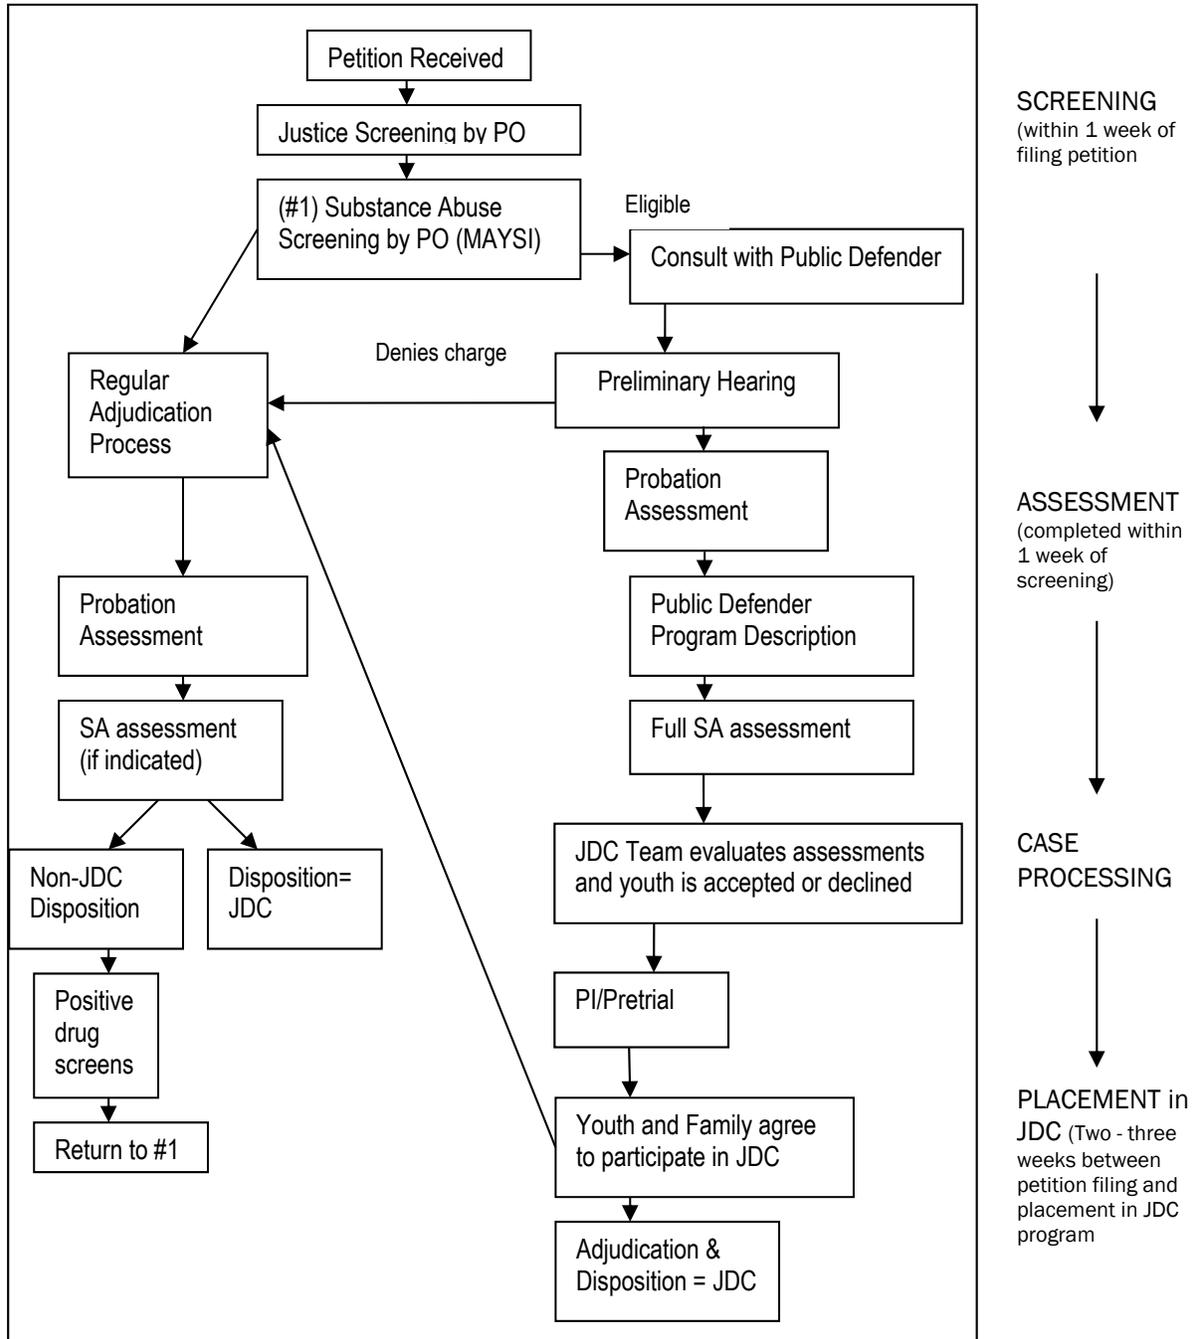 Petition Received
Justice Screening by PO
(#1) Substance Abuse
Screening by PO (MAYSI)
Eligible
Consult with Public Defender
Denies charge
Preliminary Hearing
Regular
Adjudication
Process
Probation
Assessment
Public Defender
Program Description
Full SA assessment
JDC Team evaluates assessments
and youth is accepted or declined
PI/Pretrial
Youth and Family agree
to participate in JDC
Adjudication &
Disposition = JDC
Probation
Assessment
SA assessment
(if indicated)
Non-JDC
Disposition
Disposition=
JDC
Positive
drug
screens
Return to #1
SCREENING
(within 1 week of
filing petition
ASSESSMENT
(completed within
1 week of
screening)
CASE
PROCESSING
PLACEMENT in
JDC (Two - three
weeks between
petition filing and
placement in JDC
program